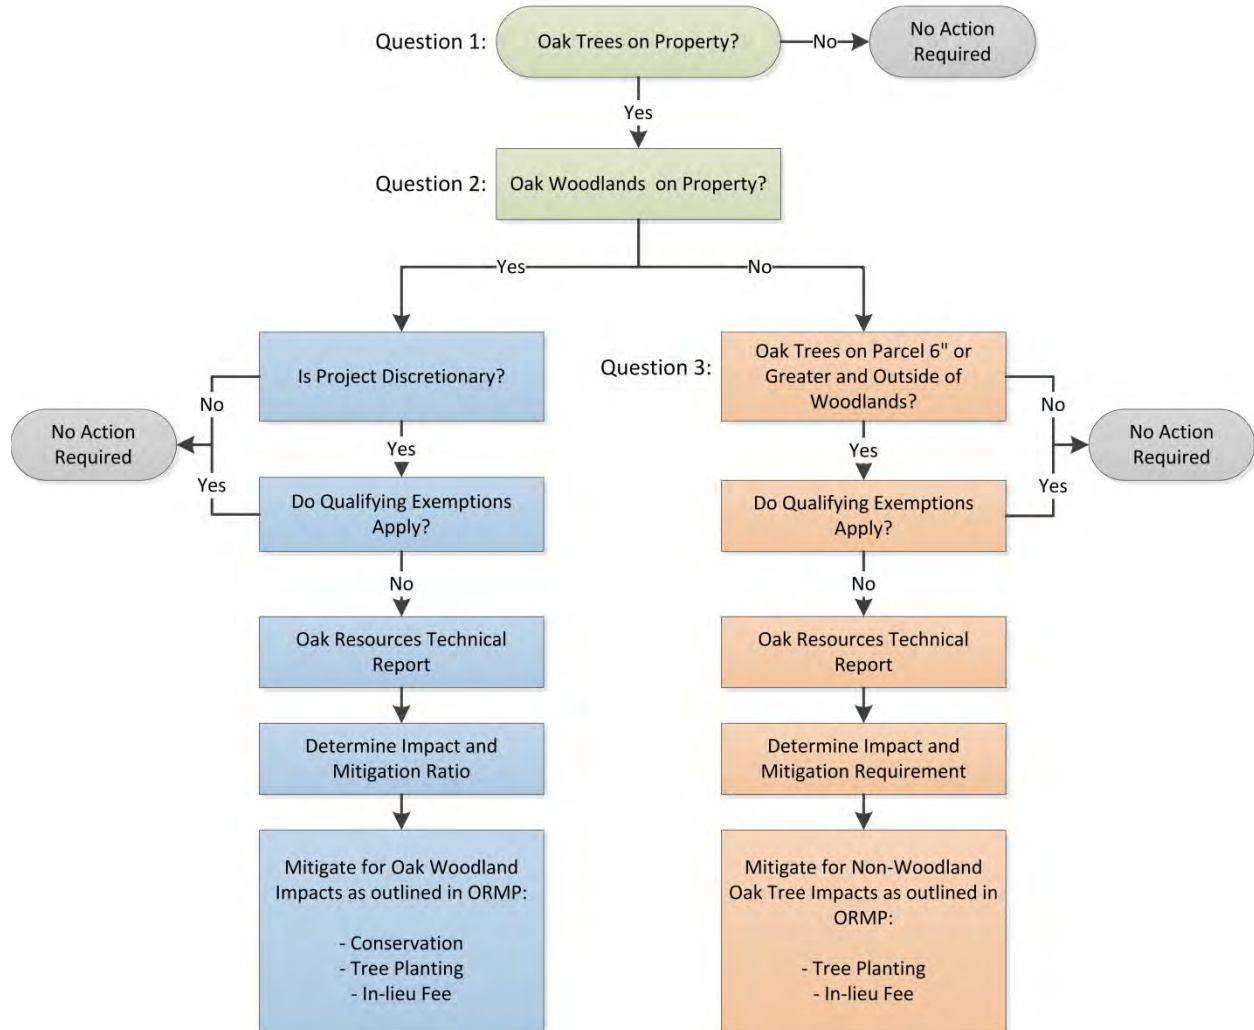 Question 1:
Oak Trees on Property?
No
No Action
Required
Yes
Question 2:
Oak Woodlands on Property?
Yes
No
Is Project Discretionary?
Question 3:
Oak Trees on Parcel 6" or
Greater and Outside of
Woodlands?
No
No
No Action
Required
Yes
Yes
No Action
Required
Yes
Yes
Do Qualifying Exemptions
Apply?
Do Qualifying Exemptions
Apply?
No
No
Oak Resources Technical
Report
Oak Resources Technical
Report
Determine Impact and
Mitigation Ratio
Determine Impact and
Mitigation Requirement
Mitigate for Oak Woodland
Impacts as outlined in ORMP:
- Conservation
- Tree Planting
- In-lieu Fee
Mitigate for Non-Woodland
Oak Tree Impacts as outlined in
ORMP:
- Tree Planting
- In-lieu Fee